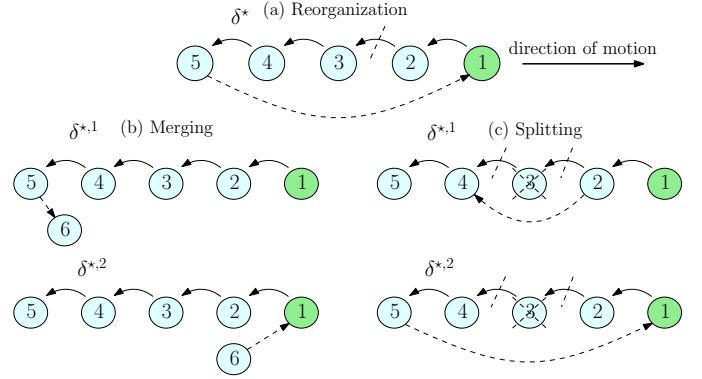 δ⋆ (a) Reorganization
5 4 3 2 1 direction of motion
δ⋆,1 (b) Merging
5 4 3 2 1
6
δ⋆,2
5 4 3 2 1
6
δ⋆,1 (c) Splitting
5 4 3 2 1
δ⋆,2
5 4 3 2 1